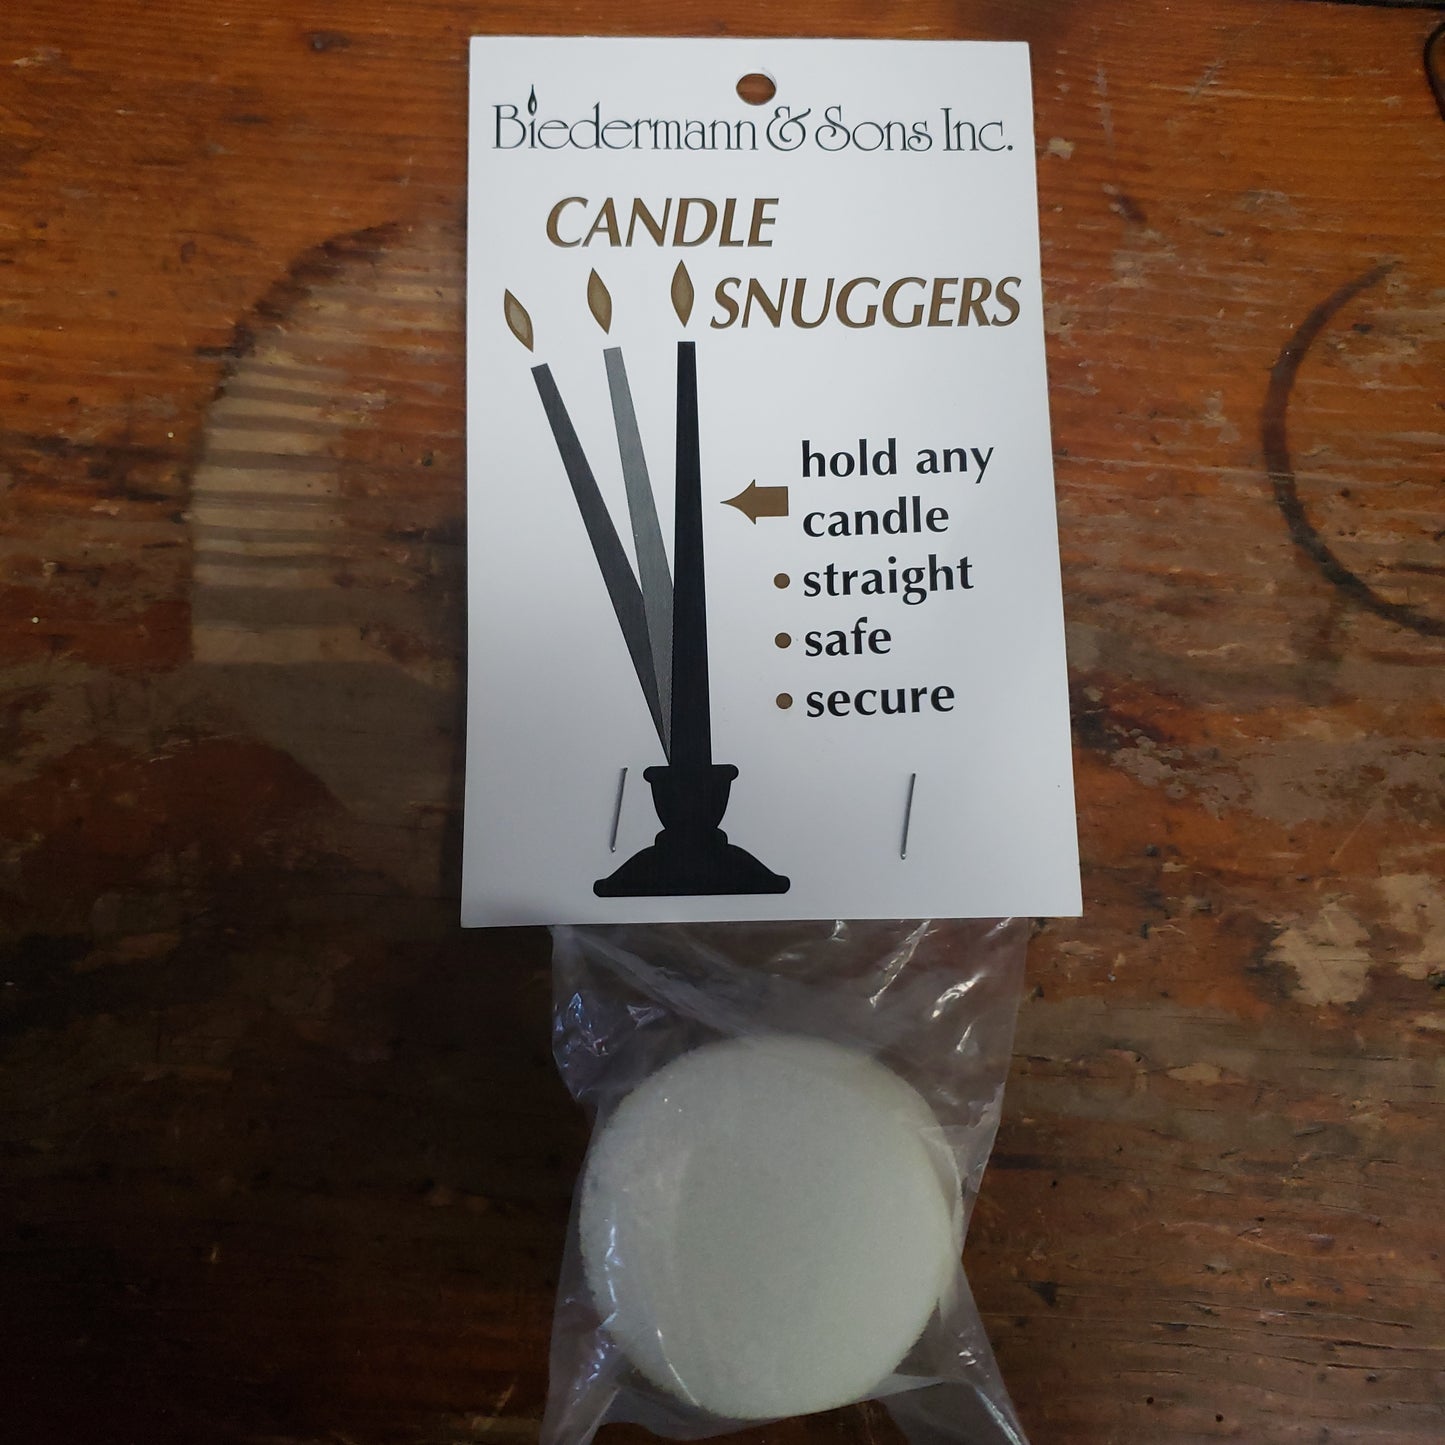 Biedermann & Sons Inc.
CANDLE
SNUGGERS
hold any
candle
• straight
• safe
• secure